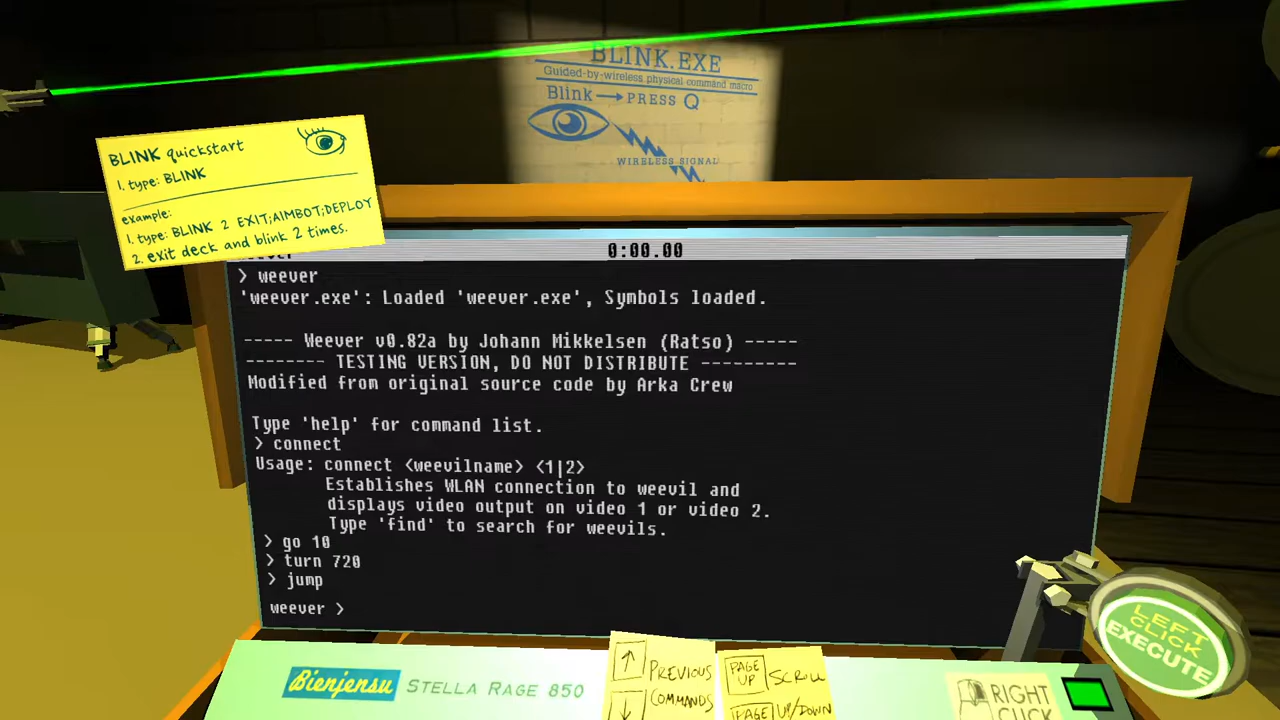 BLINK.EXE
Guided-by-wireless physical command macro
Blink → PRESS Q
WIRELESS SIGNAL
BLINK quickstart
1. type: BLINK
example:
1. type: BLINK 2 EXIT;AIMBOT;DEPLOY
2. exit deck and blink 2 times.
0:00.00
> weever
'weever.exe': Loaded 'weever.exe', Symbols loaded.
----- Weever v0.82a by Johann Mikkelsen (Ratso) -----
-------- TESTING VERSION, DO NOT DISTRIBUTE ---------
Modified from original source code by Arka Crew
Type 'help' for command list.
> connect
Usage: connect <weevilname> <1|2>
Establishes WLAN connection to weevil and
displays video output on video 1 or video 2.
Type 'find' to search for weevils.
> go 10
> turn 720
> jump
weever >
LEFT
CLICK
EXECUTE
Bienjensu STELLA RAGE 850
↑ PREVIOUS
↓ COMMANDS
PAGE UP SCROLL
PAGE UP/DOWN
RIGHT
CLICK